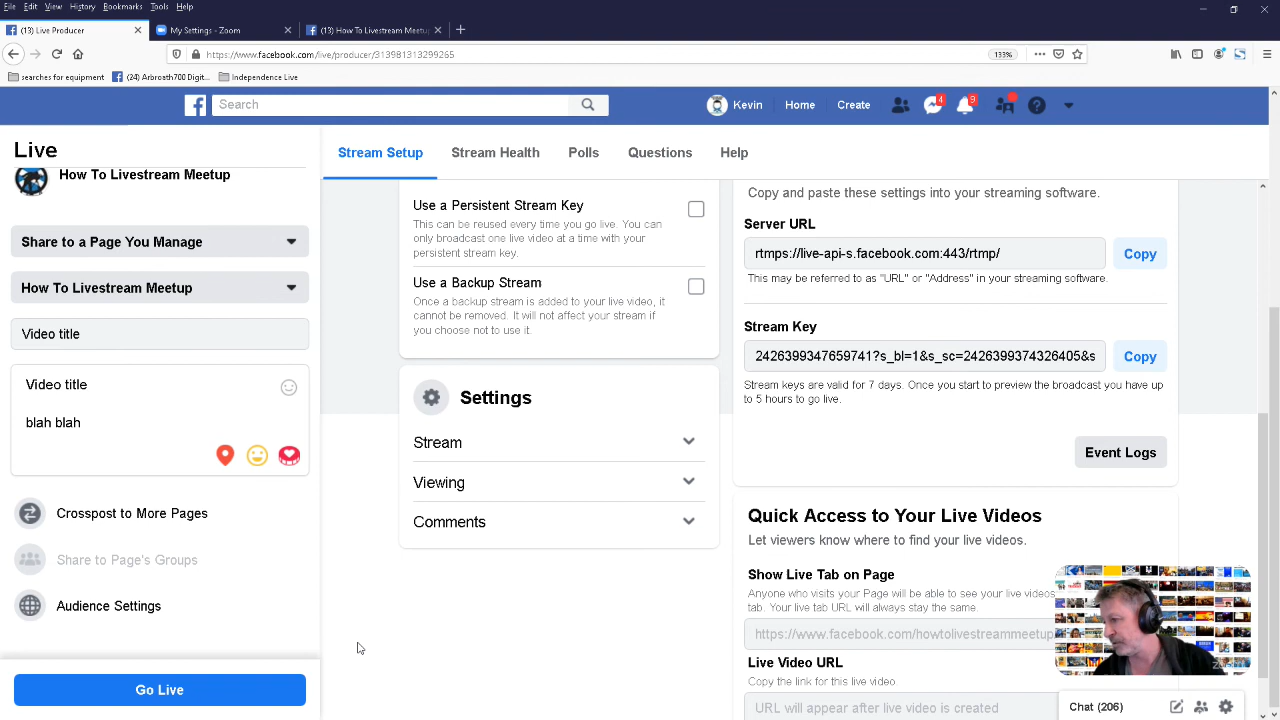 File Edit View History Bookmarks Tools Help
(13) Live Producer
My Settings - Zoom
(13) How To Livestream Meetup
https://www.facebook.com/live/producer/313981313299265
133%
searches for equipment
(24) Arbroath700 Digit...
Independence Live
Search
Kevin
Home
Create
4
9
Live
How To Livestream Meetup
Share to a Page You Manage
How To Livestream Meetup
Video title
Video title
blah blah
Crosspost to More Pages
Share to Page's Groups
Audience Settings
Go Live
Stream Setup
Stream Health
Polls
Questions
Help
Use a Persistent Stream Key
This can be reused every time you go live. You can
only broadcast one live video at a time with your
persistent stream key.
Use a Backup Stream
Once a backup stream is added to your live video, it
cannot be removed. It will not affect your stream if
you choose not to use it.
Settings
Stream
Viewing
Comments
Copy and paste these settings into your streaming software.
Server URL
rtmps://live-api-s.facebook.com:443/rtmp/
Copy
This may be referred to as "URL" or "Address" in your streaming software.
Stream Key
2426399347659741?s_bl=1&s_sc=2426399374326405&s
Copy
Stream keys are valid for 7 days. Once you start to preview the broadcast you have up
to 5 hours to go live.
Event Logs
Quick Access to Your Live Videos
Let viewers know where to find your live videos.
Show Live Tab on Page
Anyone who visits your Page will be able to see your live videos
tab. Your live tab URL will always stay the same.
https://www.facebook.com/howtolivestreammeetup
Live Video URL
Copy the link for this live video.
URL will appear after live video is created
zoom
Chat (206)